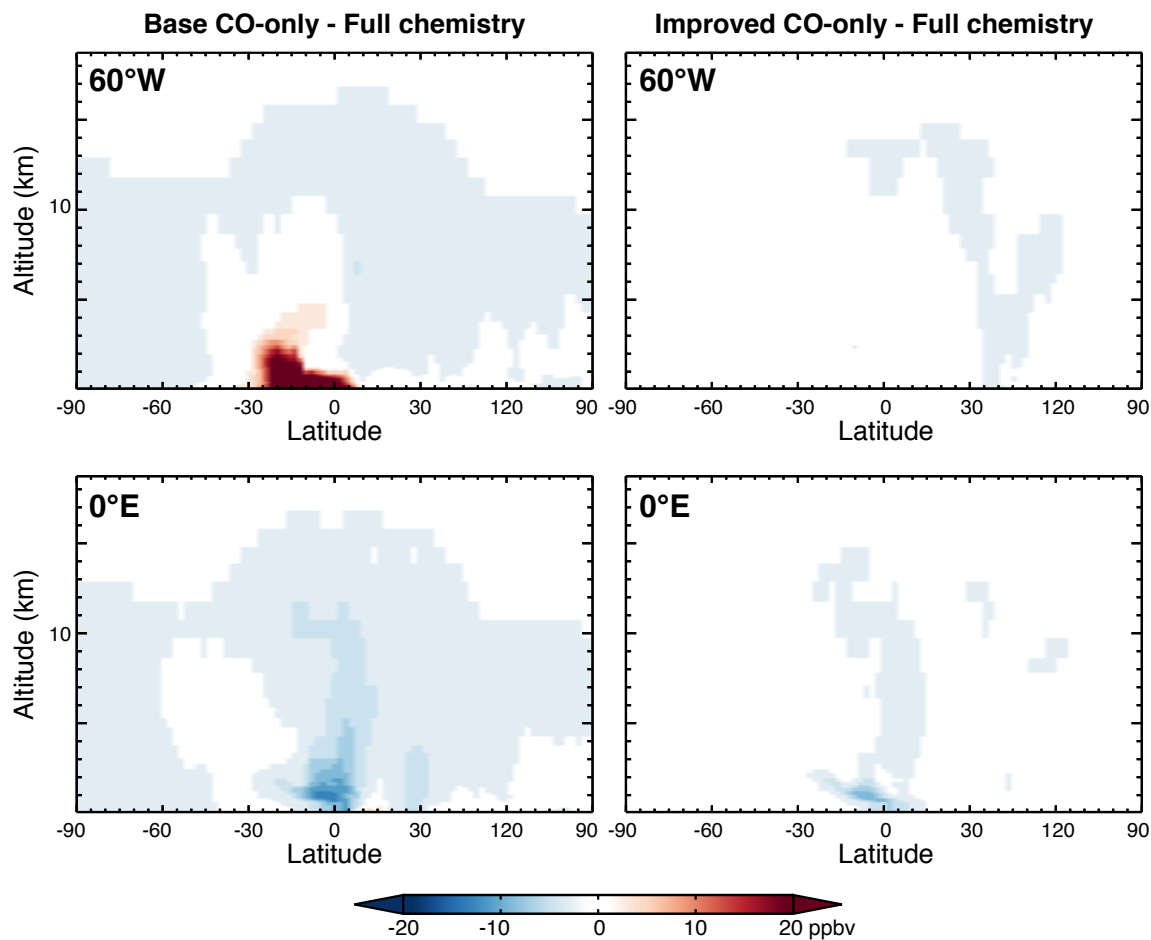 Base CO-only - Full chemistry
Improved CO-only - Full chemistry
60°W
60°W
Altitude (km)
10
-90 -60 -30 0 30 120 90
-90 -60 -30 0 30 120 90
Latitude
Latitude
0°E
0°E
Altitude (km)
10
-90 -60 -30 0 30 120 90
-90 -60 -30 0 30 120 90
Latitude
Latitude
-20 -10 0 10 20 ppbv